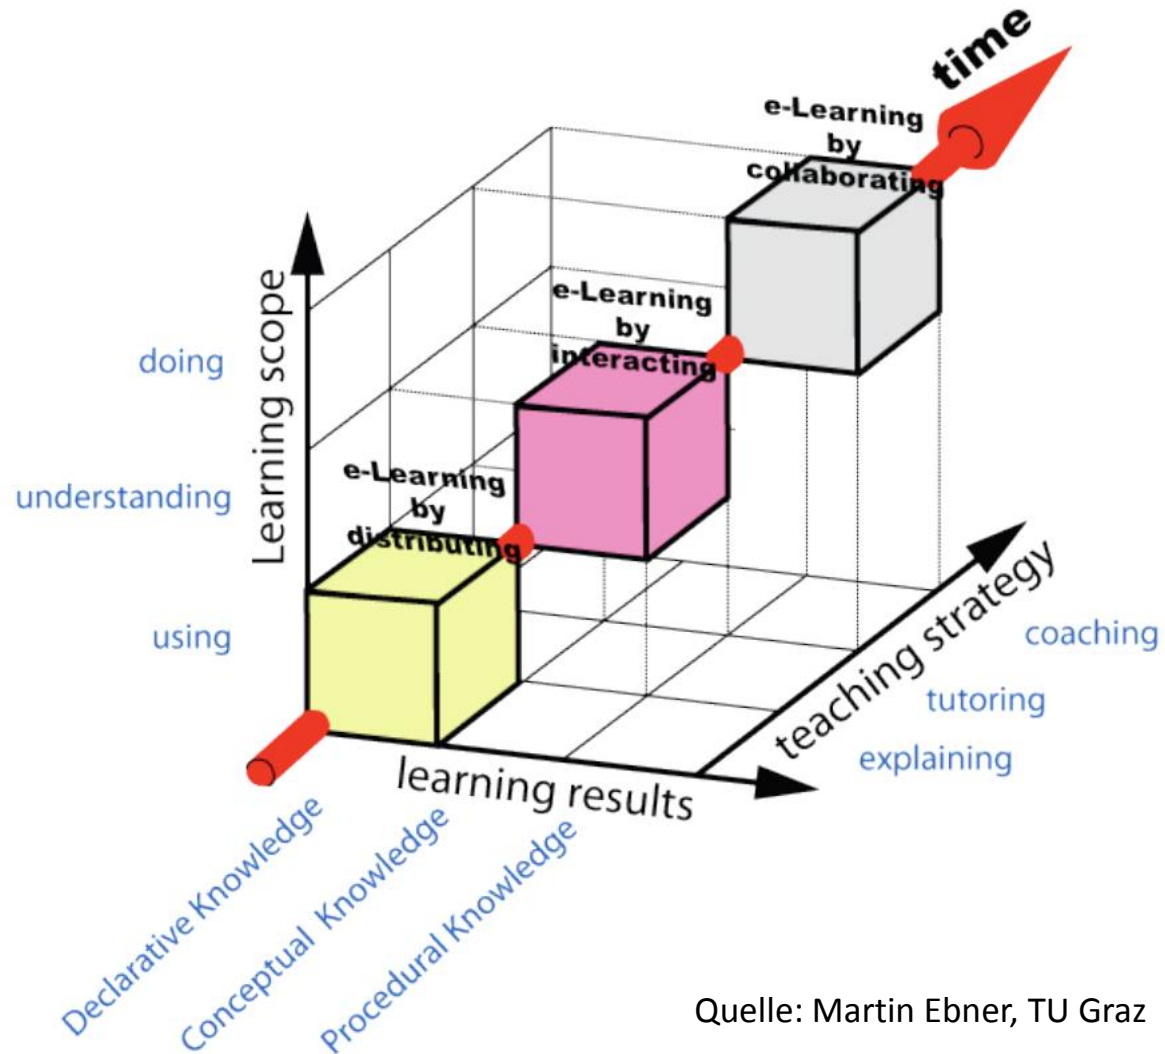 time
e-Learning
by
collaborating
e-Learning
by
interacting
e-Learning
by
distributing
Learning scope
doing
understanding
using
teaching strategy
coaching
tutoring
explaining
learning results
Declarative Knowledge
Conceptual Knowledge
Procedural Knowledge
Quelle: Martin Ebner, TU Graz